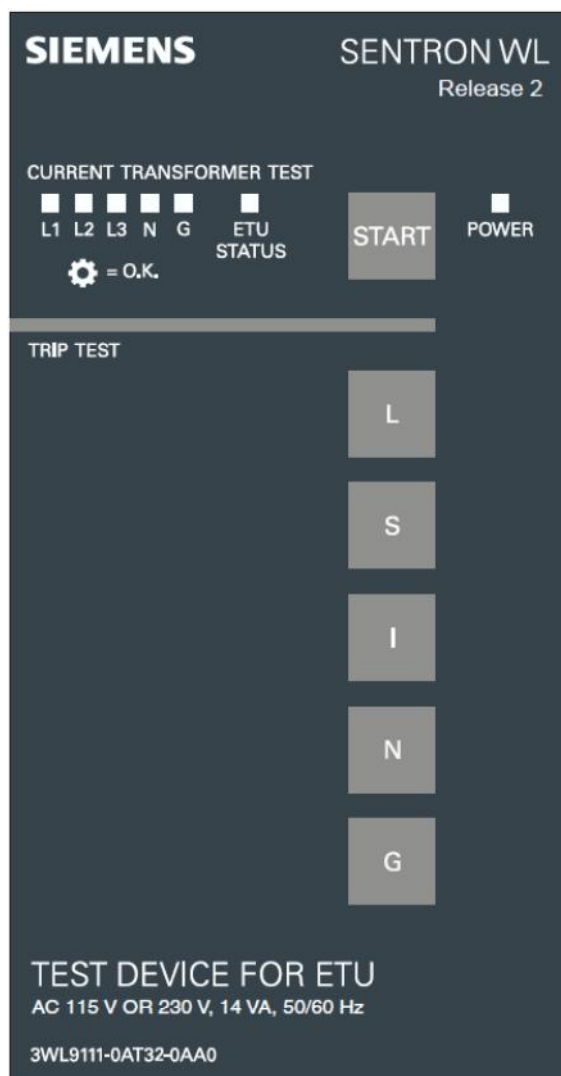 SIEMENS
SENTRON WL
Release 2
CURRENT TRANSFORMER TEST
L1 L2 L3 N G ETU STATUS
= O.K.
START
POWER
TRIP TEST
L
S
I
N
G
TEST DEVICE FOR ETU
AC 115 V OR 230 V, 14 VA, 50/60 Hz
3WL9111-0AT32-0AA0